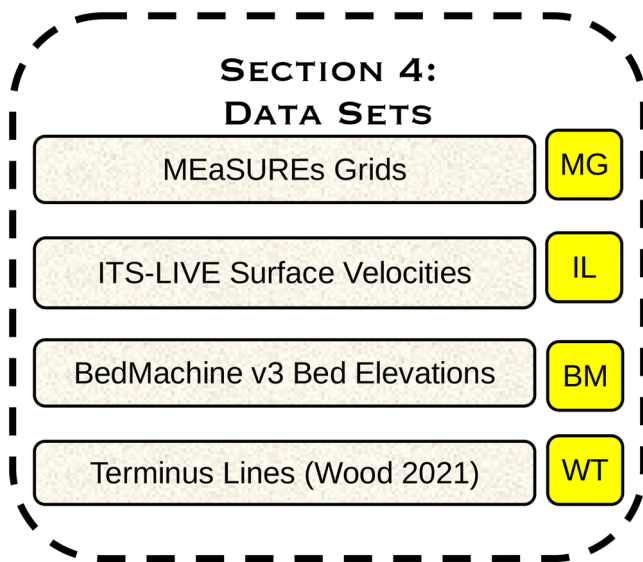 Section 4:
Data Sets
MEaSUREs Grids MG
ITS-LIVE Surface Velocities IL
BedMachine v3 Bed Elevations BM
Terminus Lines (Wood 2021) WT